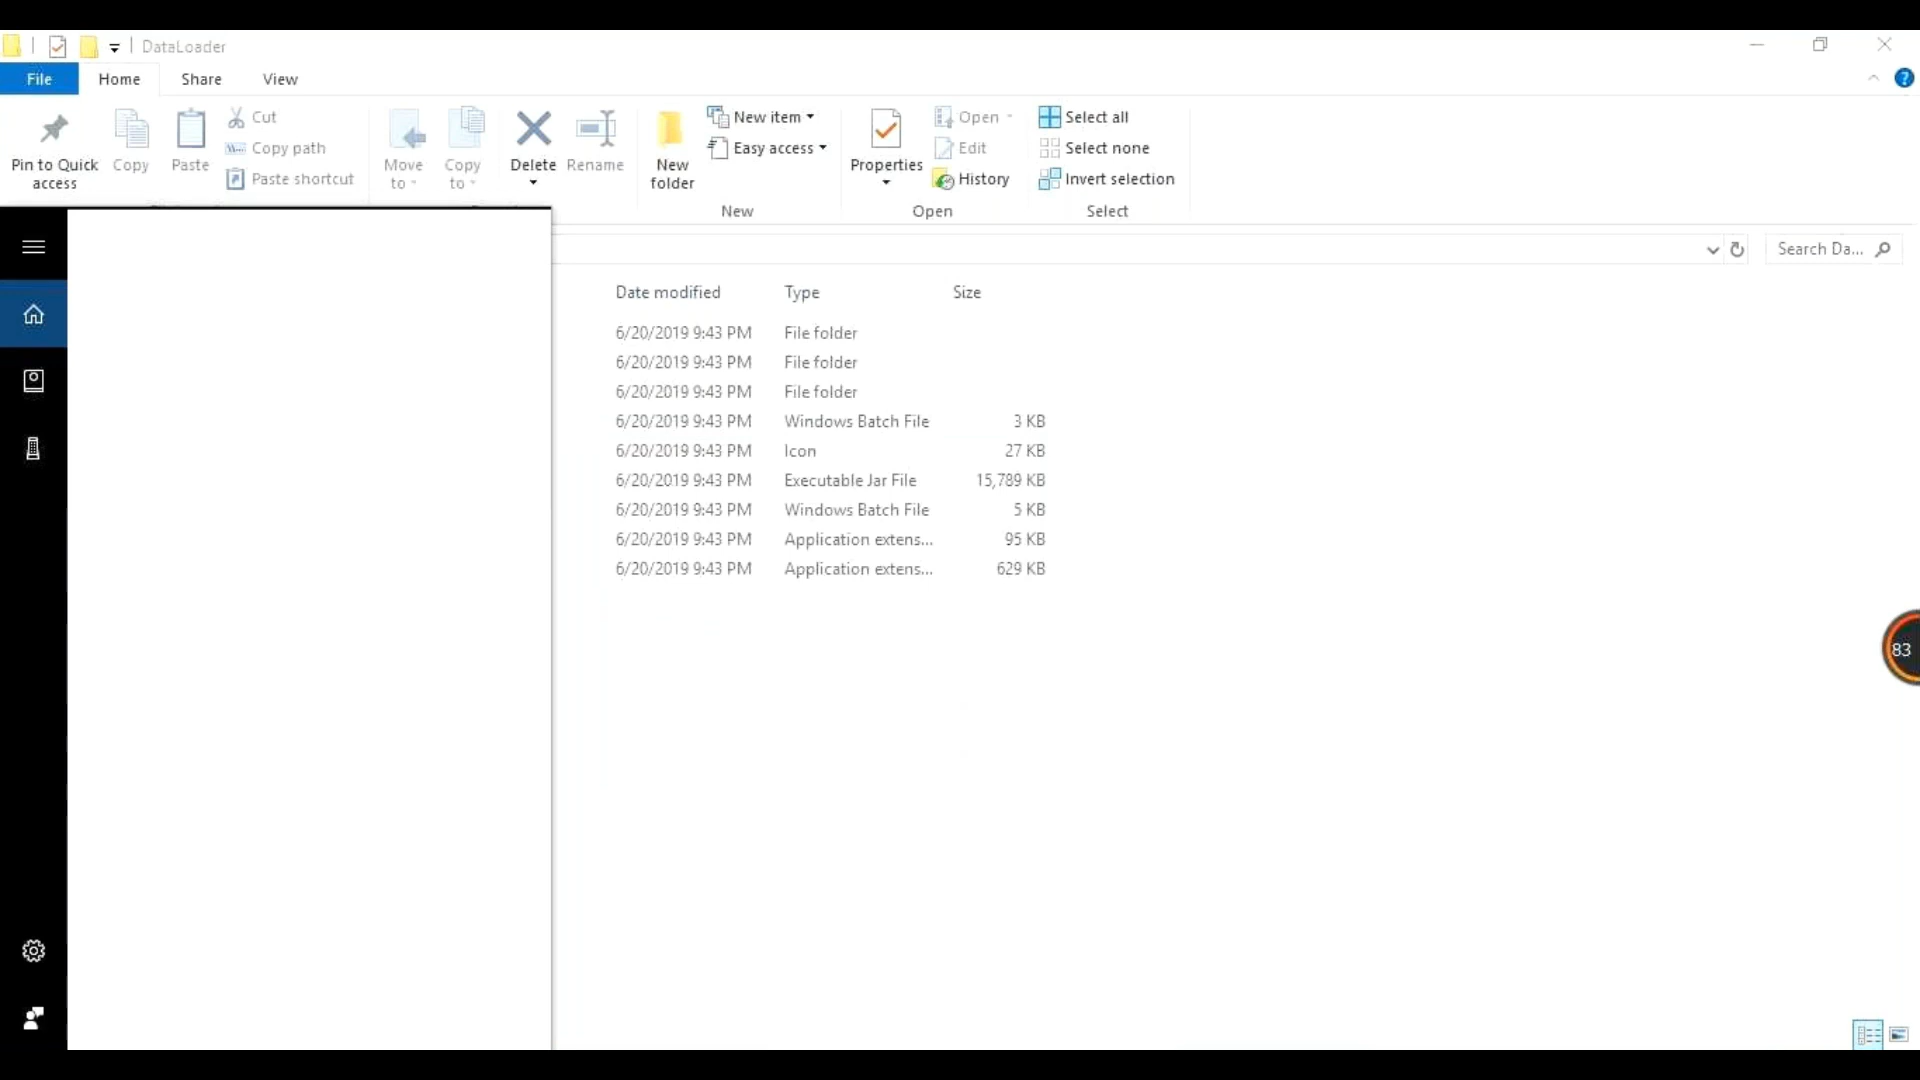 DataLoader
File Home Share View
Pin to Quick access
Copy
Paste
Cut
Copy path
Paste shortcut
Move to
Copy to
Delete
Rename
New folder
New item
Easy access
Properties
Open
Edit
History
Select all
Select none
Invert selection
New
Open
Select
Search Da...
Date modified Type Size
6/20/2019 9:43 PM File folder
6/20/2019 9:43 PM File folder
6/20/2019 9:43 PM File folder
6/20/2019 9:43 PM Windows Batch File 3 KB
6/20/2019 9:43 PM Icon 27 KB
6/20/2019 9:43 PM Executable Jar File 15,789 KB
6/20/2019 9:43 PM Windows Batch File 5 KB
6/20/2019 9:43 PM Application extens... 95 KB
6/20/2019 9:43 PM Application extens... 629 KB
83